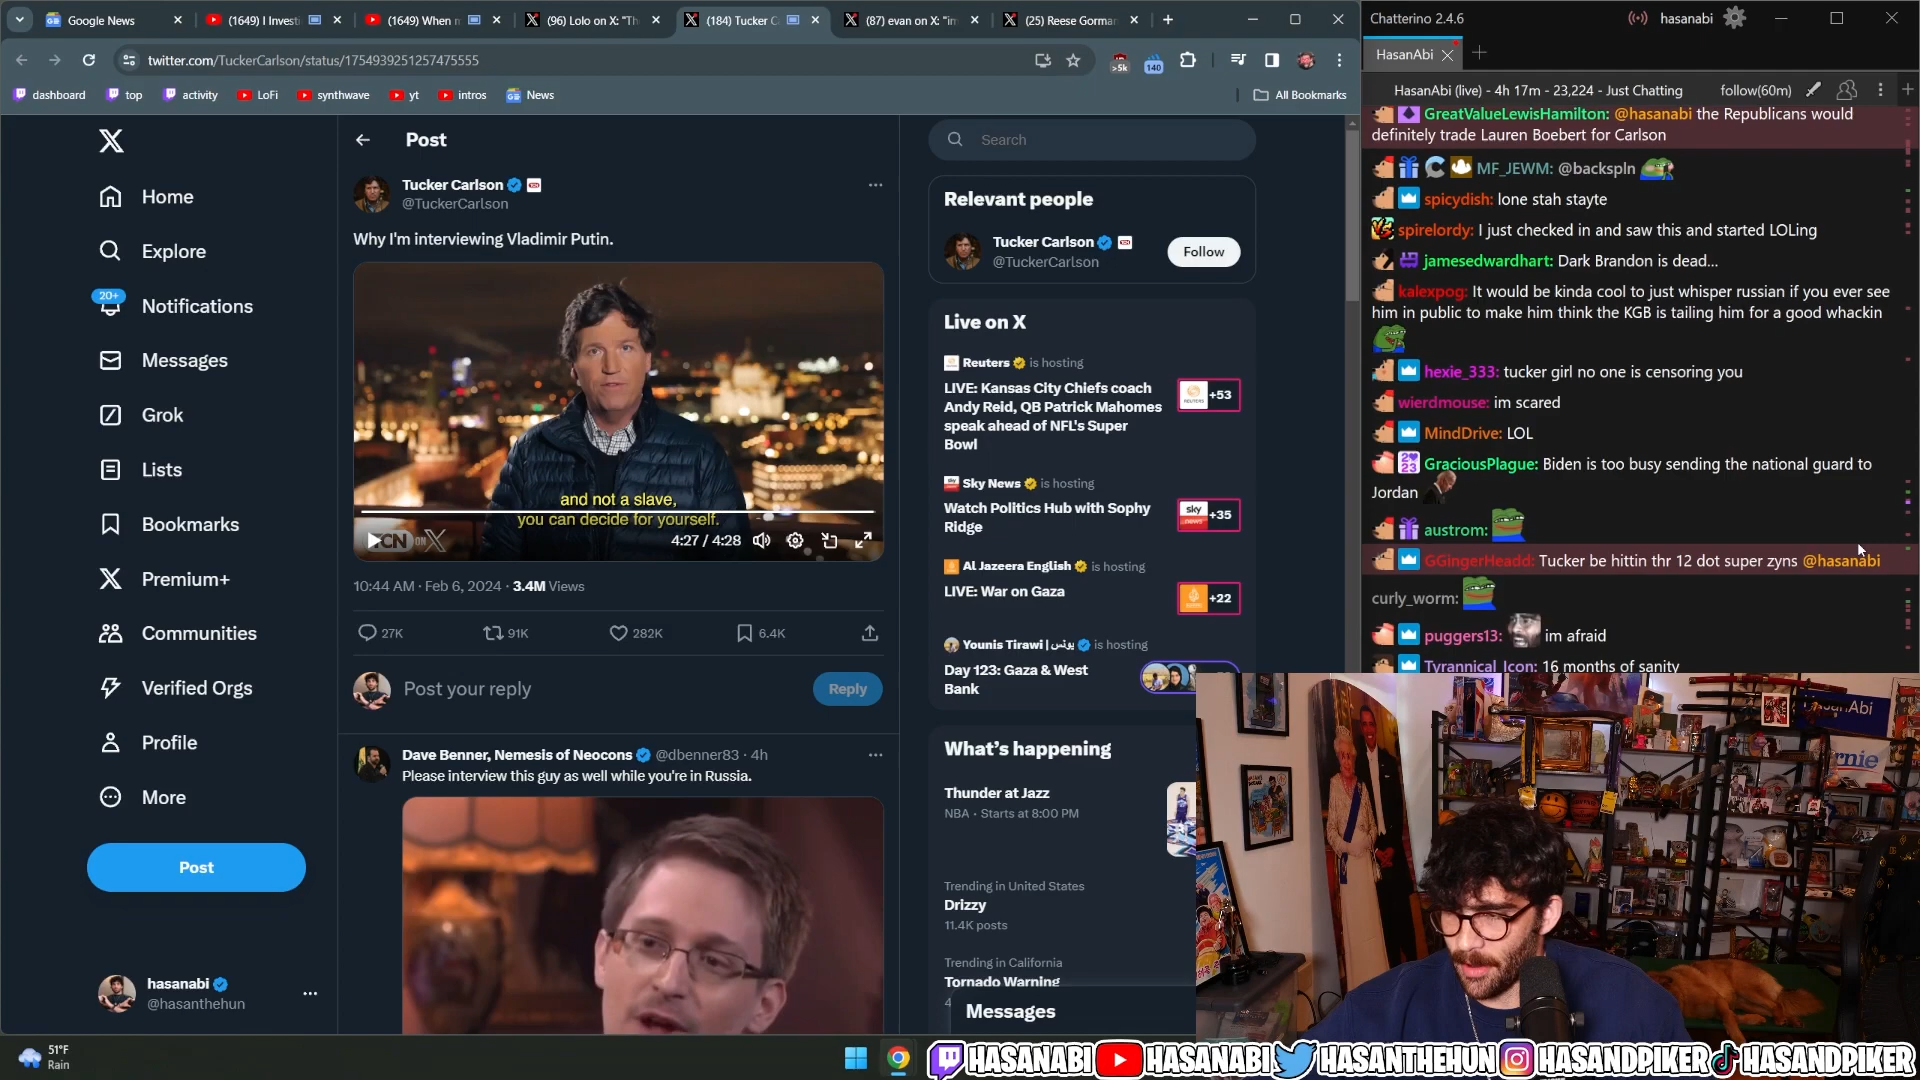 Google News
(1649) I Investi
(1649) When r
(96) Lolo on X: "Th
(184) Tucker C
(87) evan on X: "im
(25) Reese Gorma
twitter.com/TuckerCarlson/status/1754939251257475555
>5k
140
dashboard
top
activity
LoFi
synthwave
yt
intros
News
All Bookmarks
Home
Explore
20+
Notifications
Messages
Grok
Lists
Bookmarks
Premium+
Communities
Verified Orgs
Profile
More
Post
hasanabi
@hasanthehun
Post
Tucker Carlson
@TuckerCarlson
Why I'm interviewing Vladimir Putin.
and not a slave,
you can decide for yourself.
TCN ON X
4:27 / 4:28
10:44 AM · Feb 6, 2024 · 3.4M Views
27K
91K
282K
6.4K
Post your reply
Reply
Dave Benner, Nemesis of Neocons @dbenner83 · 4h
Please interview this guy as well while you're in Russia.
Search
Relevant people
Tucker Carlson
@TuckerCarlson
Follow
Live on X
Reuters is hosting
LIVE: Kansas City Chiefs coach
Andy Reid, QB Patrick Mahomes
speak ahead of NFL's Super
Bowl
REUTERS
+53
Sky News is hosting
Watch Politics Hub with Sophy
Ridge
sky news
+35
Al Jazeera English is hosting
LIVE: War on Gaza
+22
Younis Tirawi | يونس is hosting
Day 123: Gaza & West
Bank
What's happening
Thunder at Jazz
NBA · Starts at 8:00 PM
Trending in United States
Drizzy
11.4K posts
Trending in California
Tornado Warning
Messages
Chatterino 2.4.6
hasanabi
HasanAbi
HasanAbi (live) - 4h 17m - 23,224 - Just Chatting
follow(60m)
GreatValueLewisHamilton: @hasanabi the Republicans would
definitely trade Lauren Boebert for Carlson
MF_JEWM: @backspln
spicydish: lone stah stayte
spirelordy: I just checked in and saw this and started LOLing
jamesedwardhart: Dark Brandon is dead...
kalexpog: It would be kinda cool to just whisper russian if you ever see
him in public to make him think the KGB is tailing him for a good whackin
hexie_333: tucker girl no one is censoring you
wierdmouse: im scared
MindDrive: LOL
GraciousPlague: Biden is too busy sending the national guard to
Jordan
austrom:
GGingerHeadd: Tucker be hittin thr 12 dot super zyns @hasanabi
curly_worm:
puggers13: im afraid
Tyrannical_Icon: 16 months of sanity
HasanAbi
ernie
51°F
Rain
HASANABI
HASANABI
HASANTHEHUN
HASANDPIKER
HASANDPIKER